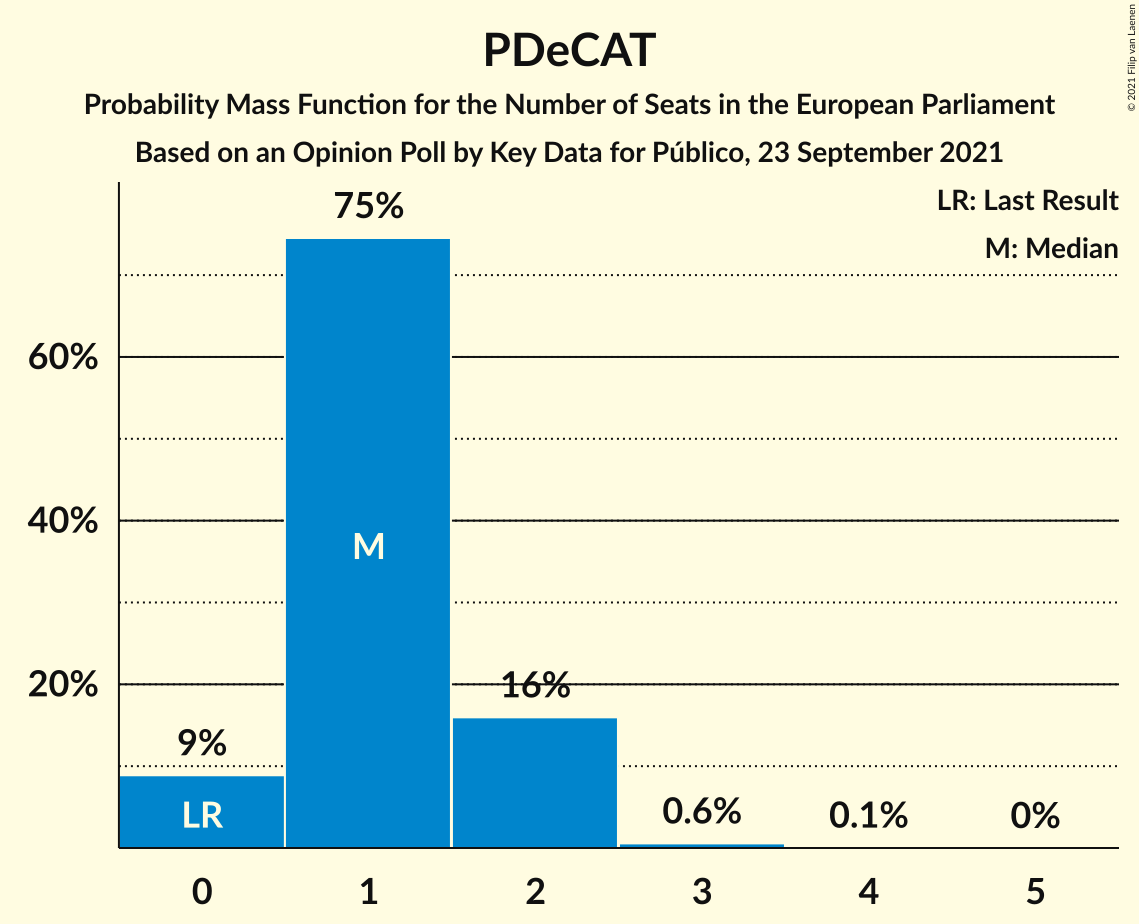 PDeCAT
Probability Mass Function for the Number of Seats in the European Parliament
Based on an Opinion Poll by Key Data for Público, 23 September 2021
© 2021 Filip van Laenen
LR: Last Result
M: Median
75%
60%
40%
20%
M
16%
9%
LR
0.6%
0.1%
0%
0 1 2 3 4 5